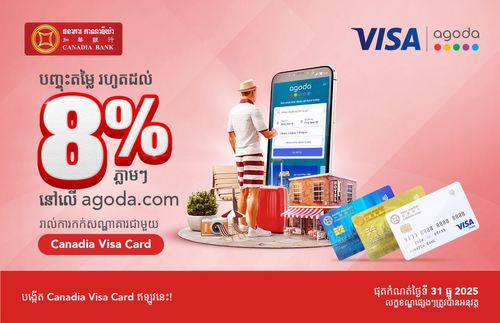 ធនាគារ កាណាឌីយ៉ា
加華銀行
CANADIA BANK
VISA
agoda
បញ្ចុះតម្លៃ រហូតដល់
8%
ភ្លាមៗ
នៅលើ agoda.com
រាល់ការកក់សណ្ឋាគារជាមួយ
Canadia Visa Card
agoda
VISA
បង្កើត Canadia Visa Card ឥឡូវនេះ!
ផុតកំណត់ថ្ងៃទី 31 ធ្នូ 2025
លក្ខខណ្ឌផ្សេងៗត្រូវបានអនុវត្ត